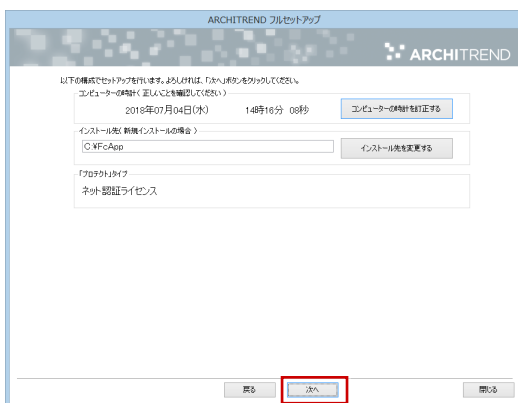 ARCHITREND フルセットアップ
ARCHITREND
以下の構成でセットアップを行います。よろしければ、「次へ」ボタンをクリックしてください。
コンピューターの時計( 正しいことを確認してください )
2018年07月04日(水) 14時16分 08秒 コンピューターの時計を訂正する
インストール先( 新規インストールの場合 )
C:¥FcApp インストール先を変更する
「プロテクト」タイプ
ネット認証ライセンス
戻る 次へ 閉じる